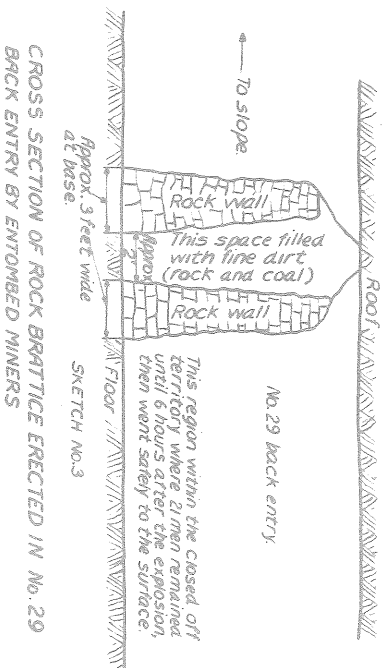 Roof
To slope.
Rock wall
This space filled
with fine dirt
(rock and coal)
Rock wall
Approx.
2'
No.29 back entry.
This region within the closed off
territory where 21 men remained
until 6 hours after the explosion,
then went safely to the surface.
Floor
Approx. 3 feet wide
at base.
SKETCH NO.3
CROSS SECTION OF ROCK BRATTICE ERECTED IN No.29
BACK ENTRY BY ENTOMBED MINERS